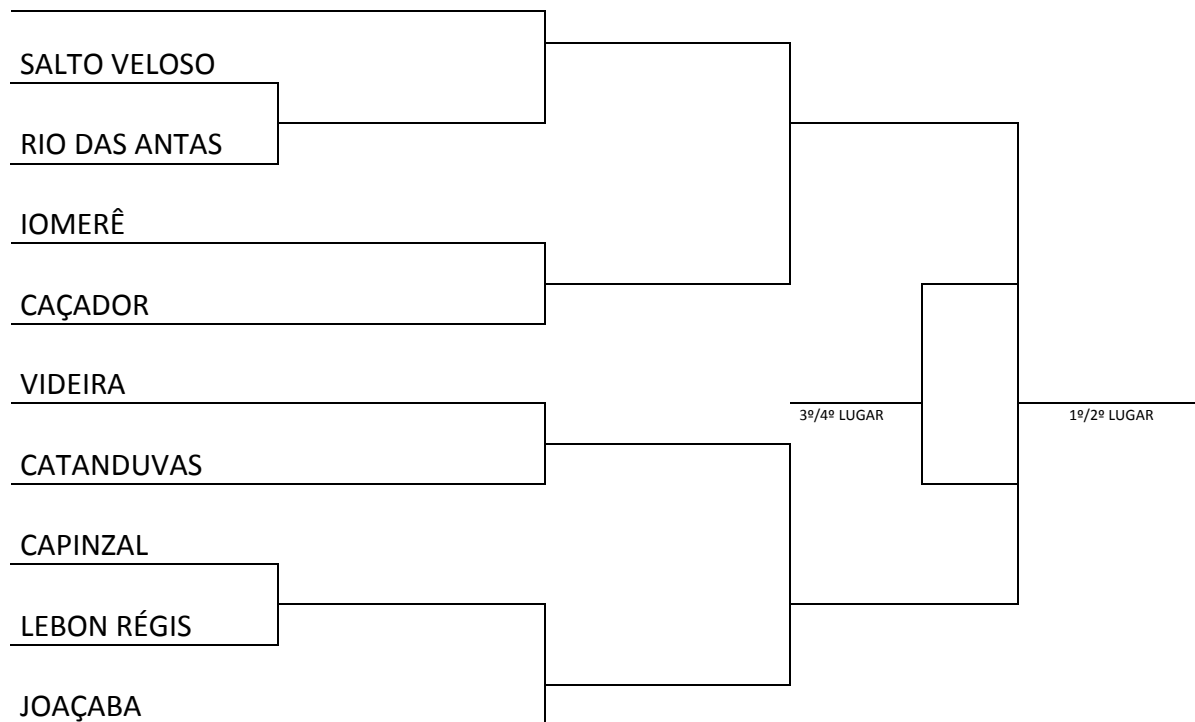 SALTO VELOSO
RIO DAS ANTAS
IOMERÊ
CAÇADOR
VIDEIRA
3º/4º LUGAR
1º/2º LUGAR
CATANDUVAS
CAPINZAL
LEBON RÉGIS
JOAÇABA